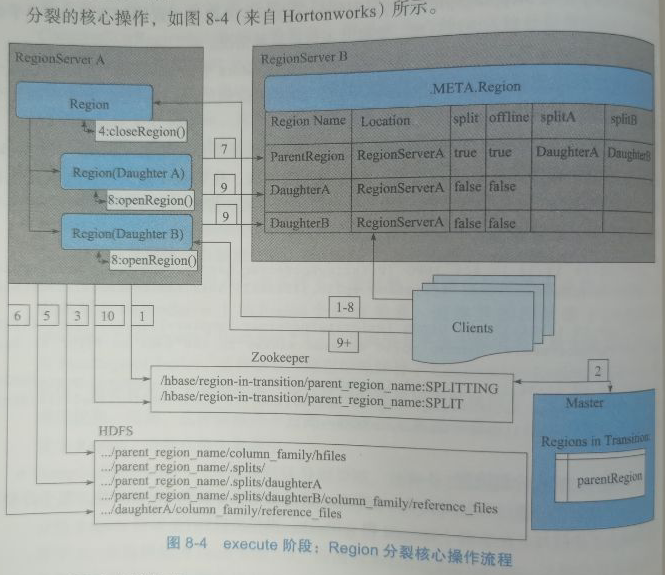 分裂的核心操作，如图 8-4（来自 Hortonworks）所示。
RegionServer A
Region
4:closeRegion()
Region(Daughter A)
8:openRegion()
Region(Daughter B)
8:openRegion()
7
9
9
RegionServer B
.META.Region
Region Name Location split offline splitA splitB
ParentRegion RegionServerA true true DaughterA DaughterB
DaughterA RegionServerA false false
DaughterB RegionServerA false false
6 5 3 10 1
1-8
9+
Clients
Zookeeper
/hbase/region-in-transition/parent_region_name:SPLITTING
/hbase/region-in-transition/parent_region_name:SPLIT
2
Master
Regions in Transition
parentRegion
HDFS
.../parent_region_name/column_family/hfiles
.../parent_region_name/.splits/
.../parent_region_name/.splits/daughterA
.../parent_region_name/.splits/daughterB/column_family/reference_files
.../daughterA/column_family/reference_files
图 8-4 execute 阶段：Region 分裂核心操作流程